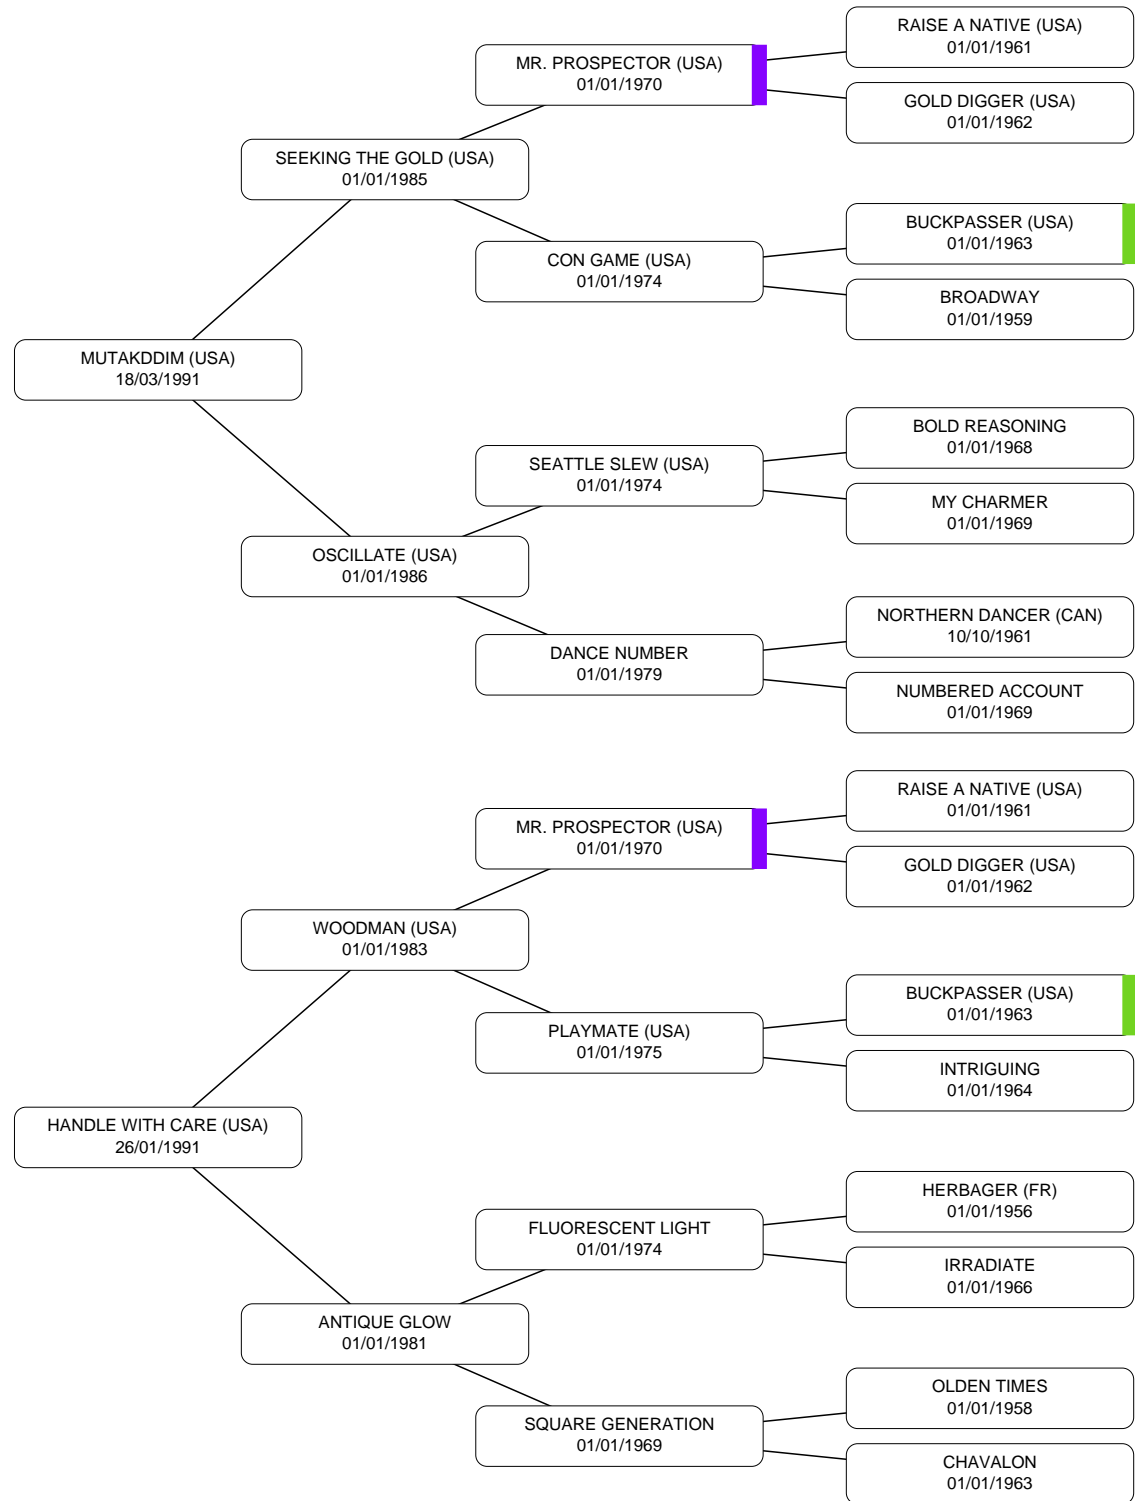 RAISE A NATIVE (USA)
01/01/1961
MR. PROSPECTOR (USA)
01/01/1970
GOLD DIGGER (USA)
01/01/1962
SEEKING THE GOLD (USA)
01/01/1985
BUCKPASSER (USA)
01/01/1963
CON GAME (USA)
01/01/1974
BROADWAY
01/01/1959
MUTAKDDIM (USA)
18/03/1991
BOLD REASONING
01/01/1968
SEATTLE SLEW (USA)
01/01/1974
MY CHARMER
01/01/1969
OSCILLATE (USA)
01/01/1986
NORTHERN DANCER (CAN)
10/10/1961
DANCE NUMBER
01/01/1979
NUMBERED ACCOUNT
01/01/1969
RAISE A NATIVE (USA)
01/01/1961
MR. PROSPECTOR (USA)
01/01/1970
GOLD DIGGER (USA)
01/01/1962
WOODMAN (USA)
01/01/1983
BUCKPASSER (USA)
01/01/1963
PLAYMATE (USA)
01/01/1975
INTRIGUING
01/01/1964
HANDLE WITH CARE (USA)
26/01/1991
HERBAGER (FR)
01/01/1956
FLUORESCENT LIGHT
01/01/1974
IRRADIATE
01/01/1966
ANTIQUE GLOW
01/01/1981
OLDEN TIMES
01/01/1958
SQUARE GENERATION
01/01/1969
CHAVALON
01/01/1963